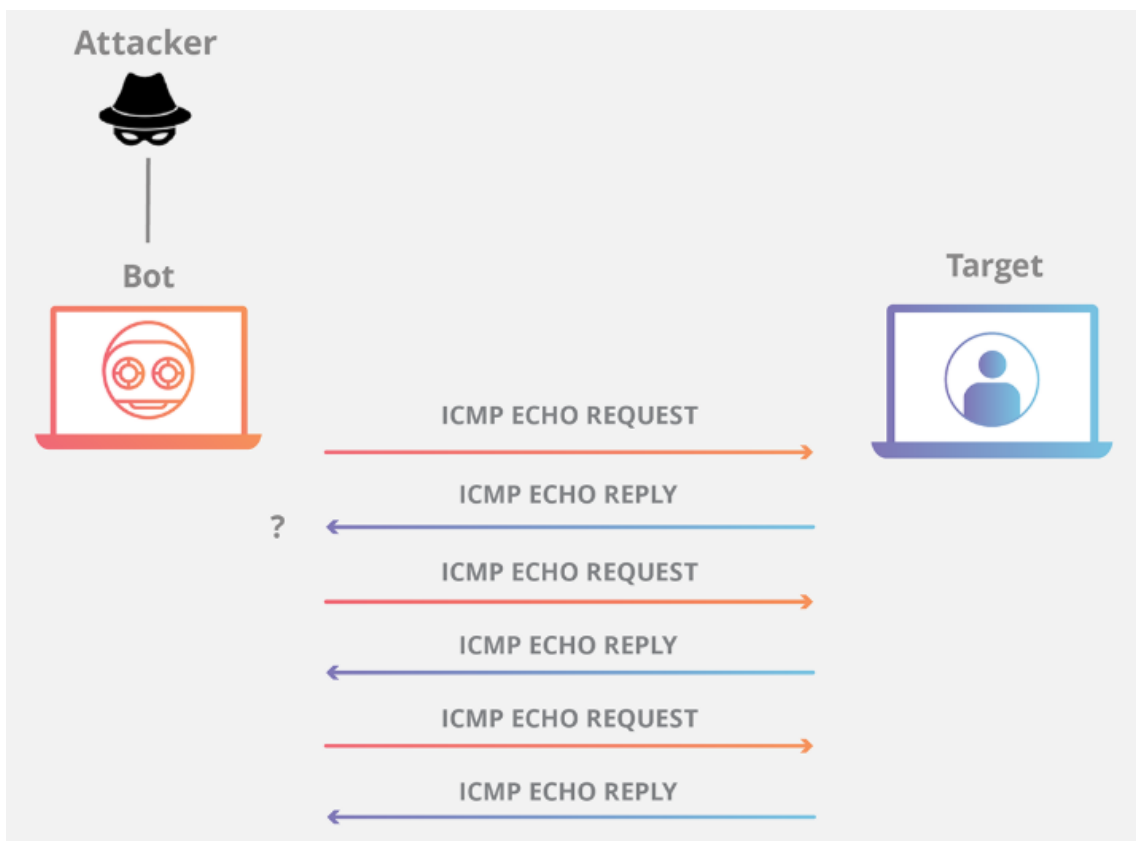 Attacker
Bot
Target
ICMP ECHO REQUEST
ICMP ECHO REPLY
?
ICMP ECHO REQUEST
ICMP ECHO REPLY
ICMP ECHO REQUEST
ICMP ECHO REPLY